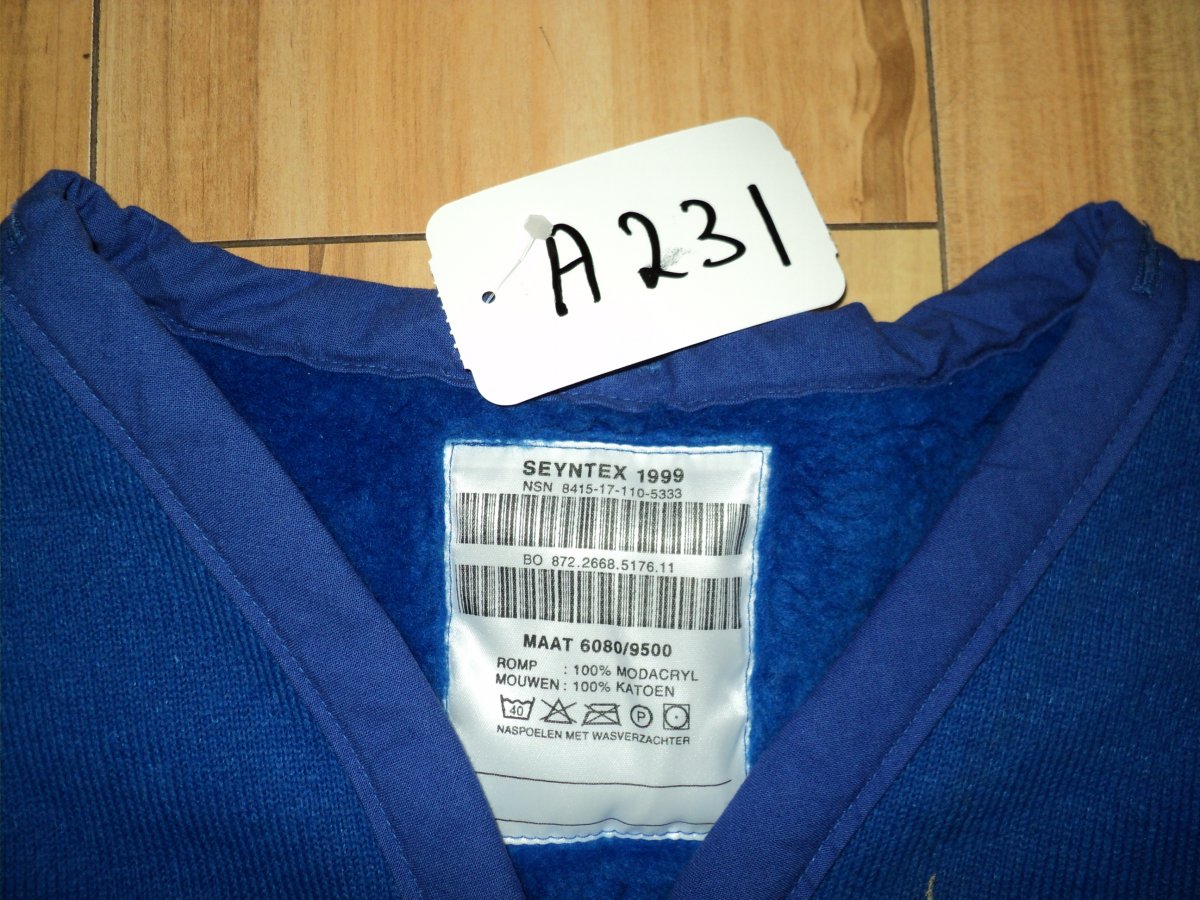 A231
SEYNTEX 1999
NSN 8415-17-110-5333
BO 872.2668.5176.11
MAAT 6080/9500
ROMP : 100% MODACRYL
MOUWEN : 100% KATOEN
40 P
NASPOELEN MET WASVERZACHTER